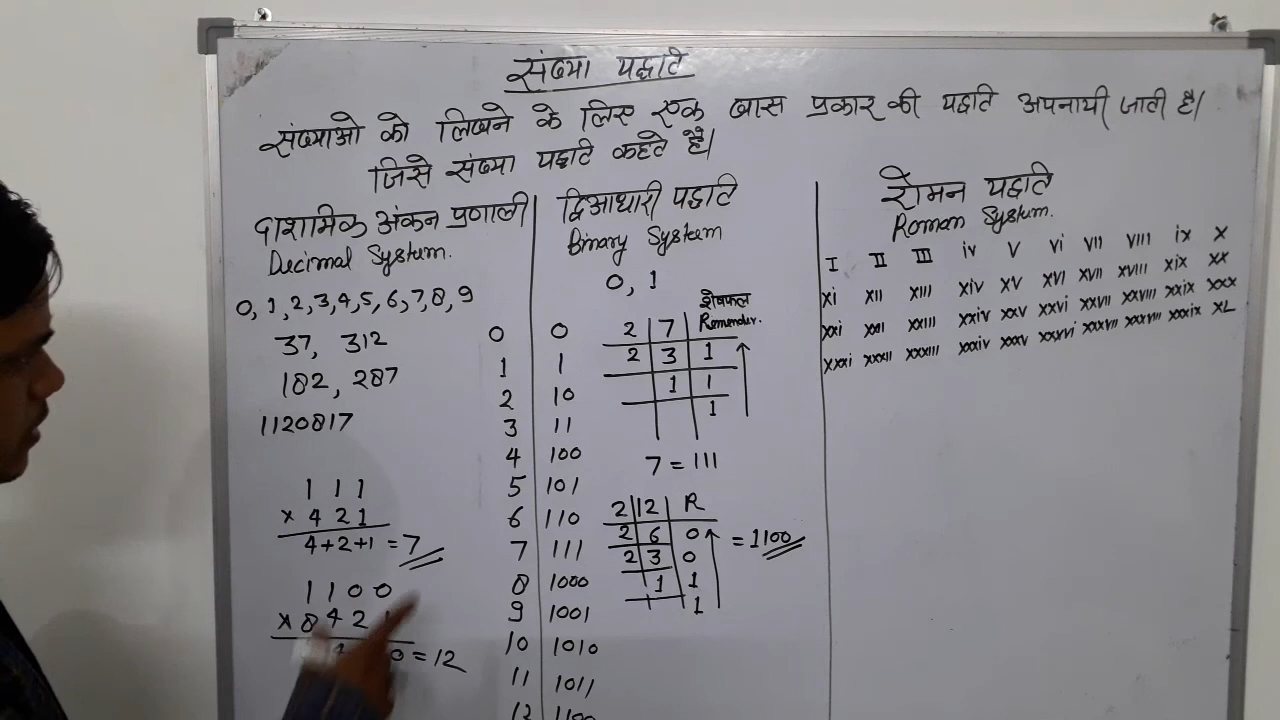 संख्या पद्धति
संख्याओ को लिखने के लिए एक खास प्रकार की पद्धति अपनायी जाती है।
जिसे संख्या पद्धति कहते हैं।
दाशमिक अंकन प्रणाली
Decimal System.
0, 1, 2, 3, 4, 5, 6, 7, 8, 9
37, 312
182, 287
1120817
1 1 1
× 4 2 1
4+2+1 = 7
1 1 0 0
× 8 4 2
0 = 12
द्विआधारी पद्धति
Binary System
0, 1
0 0
1 1
2 10
3 11
4 100
5 101
6 110
7 111
8 1000
9 1001
10 1010
11 1011
12 1100
शेषफल
2 7 Remender.
2 3 1
1 1
1
7 = 111
2 12 R
2 6 0
2 3 0
1 1
1
= 1100
रोमन पद्धति
Roman System.
I II III iv V vi VII VIII ix X
xi XII XIII xiv XV XVI XVII XVIII xix XX
xxi XXII XXIII xxiv XXV xxvi XXVII XXVIII xxix XXX
xxxi XXXII XXXIII xxxiv XXXV xxxvi XXXVII XXXVIII xxxix XL